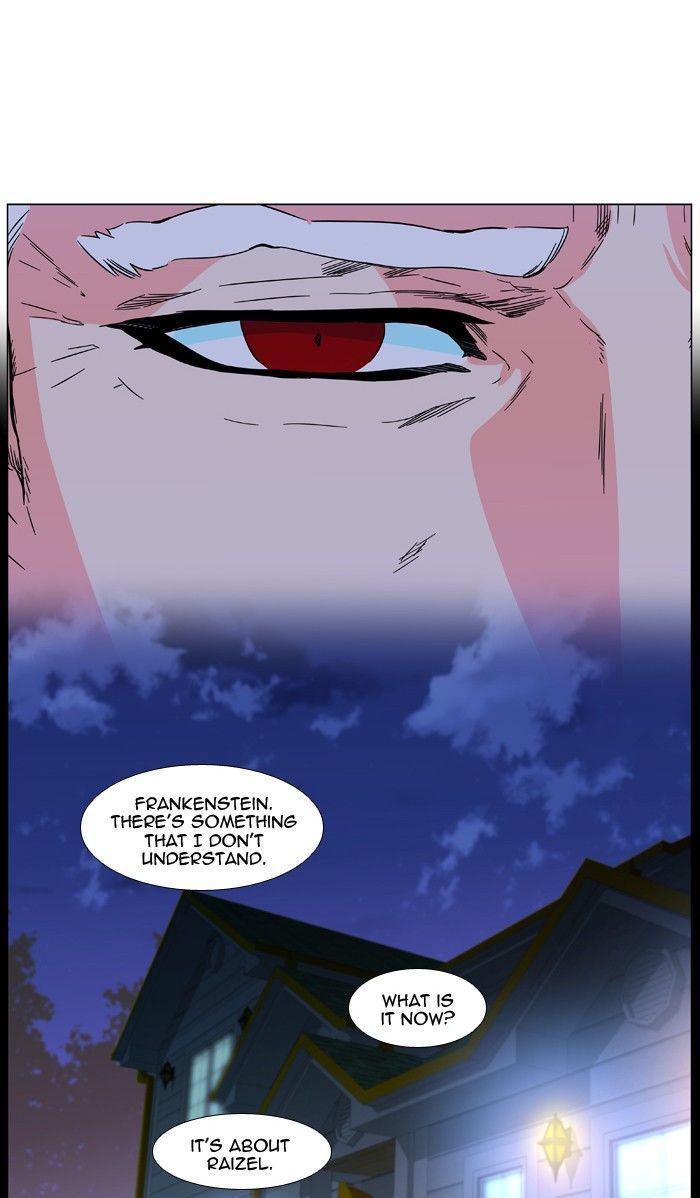 FRANKENSTEIN.
THERE'S SOMETHING
THAT I DON'T
UNDERSTAND.
WHAT IS
IT NOW?
IT'S ABOUT
RAIZEL.